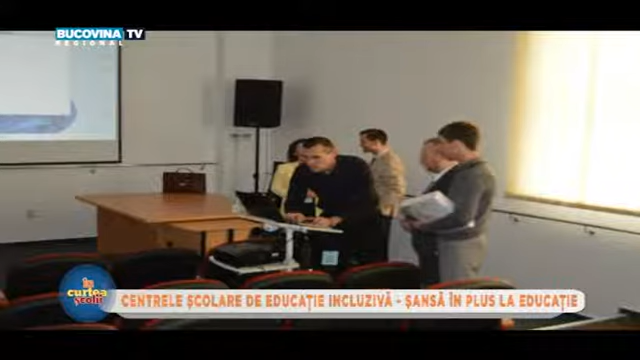 BUCOVINA TV
REGIONAL
în
curtea
școlii
CENTRELE ȘCOLARE DE EDUCAȚIE INCLUZIVĂ - ȘANSĂ ÎN PLUS LA EDUCAȚIE